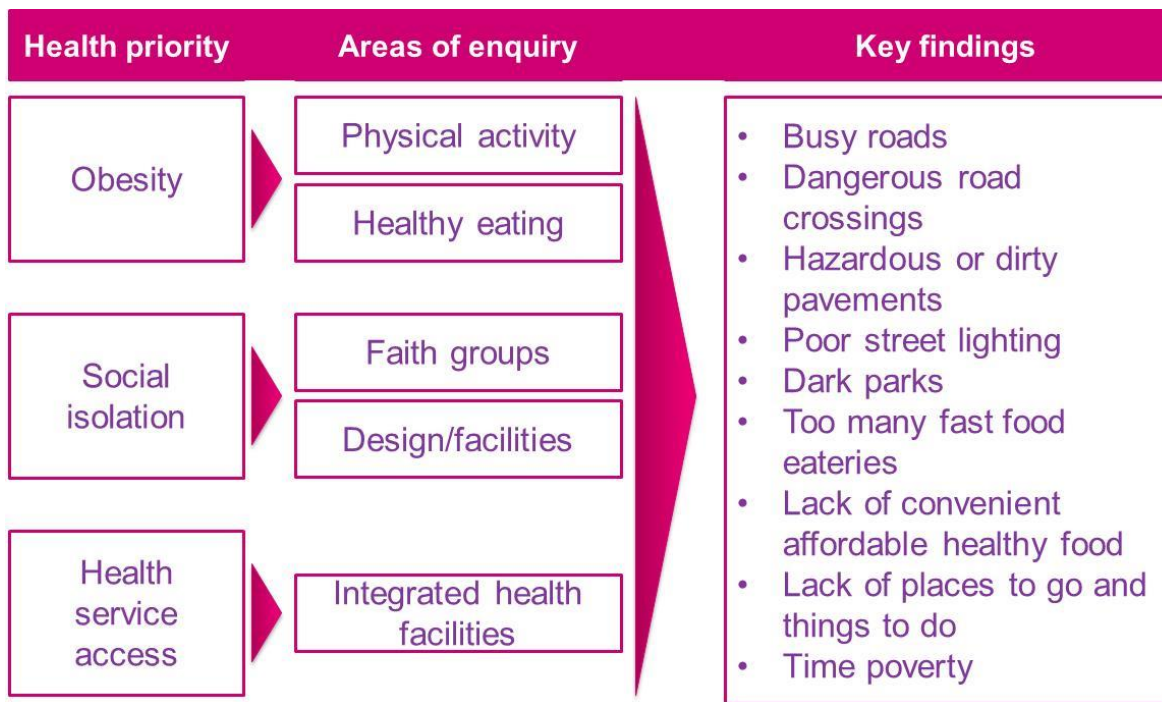 Health priority
Areas of enquiry
Key findings
Obesity
Physical activity
Healthy eating
Social
isolation
Faith groups
Design/facilities
Health
service
access
Integrated health
facilities
• Busy roads
• Dangerous road
crossings
• Hazardous or dirty
pavements
• Poor street lighting
• Dark parks
• Too many fast food
eateries
• Lack of convenient
affordable healthy food
• Lack of places to go and
things to do
• Time poverty